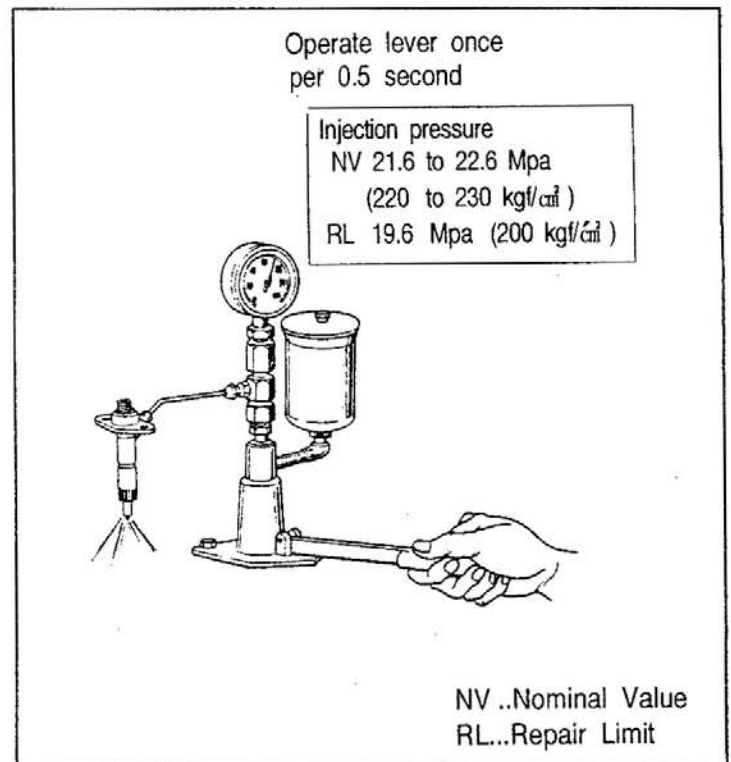 Operate lever once
per 0.5 second
Injection pressure
NV 21.6 to 22.6 Mpa
(220 to 230 kgf/㎠)
RL 19.6 Mpa (200 kgf/㎠)
NV ..Nominal Value
RL...Repair Limit